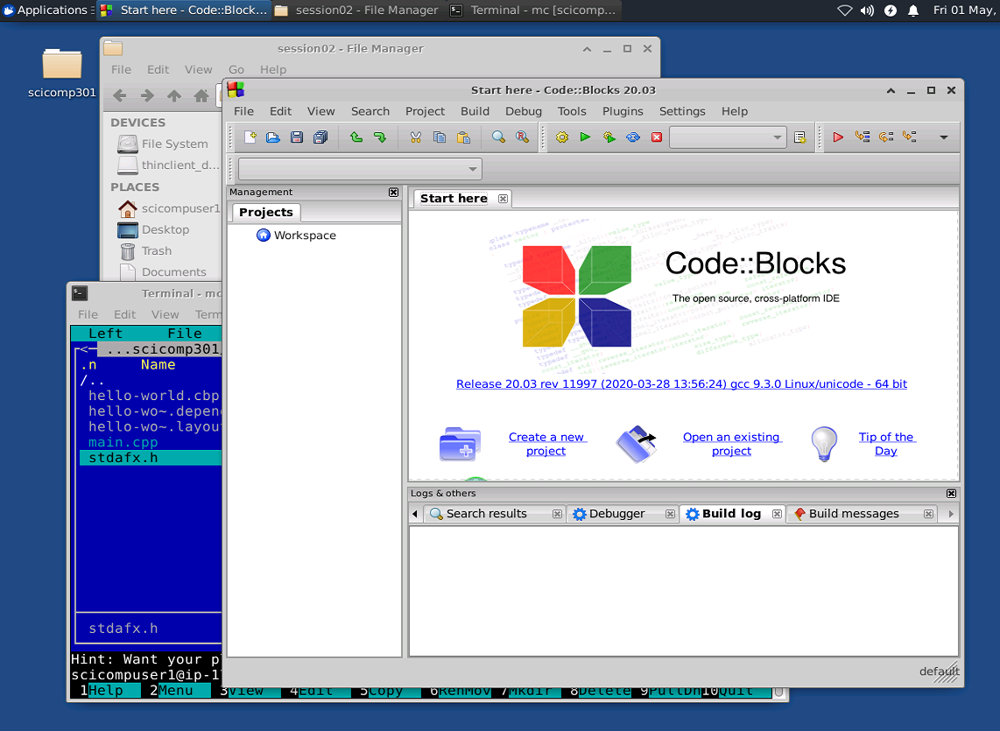 Applications
Start here - Code::Block...
session02 - File Manager
Terminal - mc [scicomp...
Fri 01 May,
scicomp301
session02 - File Manager
File Edit View Go Help
DEVICES
File System
thinclient_d...
PLACES
scicompuser1
Desktop
Trash
Documents
Start here - Code::Blocks 20.03
File Edit View Search Project Build Debug Tools Plugins Settings Help
Management
Projects
Workspace
Start here
Code::Blocks
The open source, cross-platform IDE
Release 20.03 rev 11997 (2020-03-28 13:56:24) gcc 9.3.0 Linux/unicode - 64 bit
Create a new project
Open an existing project
Tip of the Day
Logs & others
Search results Debugger Build log Build messages
default
Terminal - mc
File Edit View Term
Left File
<─ ...scicomp301/
.n Name
/..
hello-world.cbp
hello-wo~.depen
hello-wo~.layou
main.cpp
stdafx.h
stdafx.h
Hint: Want your p
scicompuser1@ip-1
1Help 2Menu 3View 4Edit 5Copy 6RenMov 7Mkdir 8Delete 9PullDn 10Quit